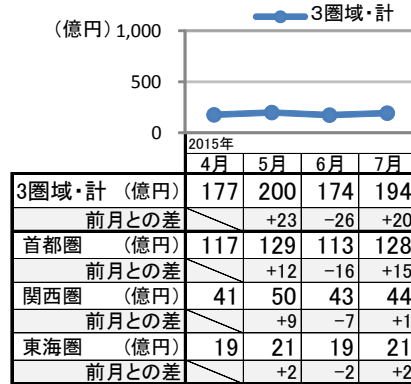 3圏域・計
(億円) 1,000
500
0
2015年
4月 5月 6月 7月
3圏域・計 (億円) 177 200 174 194
前月との差 +23 −26 +20
首都圏 (億円) 117 129 113 128
前月との差 +12 −16 +15
関西圏 (億円) 41 50 43 44
前月との差 +9 −7 +1
東海圏 (億円) 19 21 19 21
前月との差 +2 −2 +2